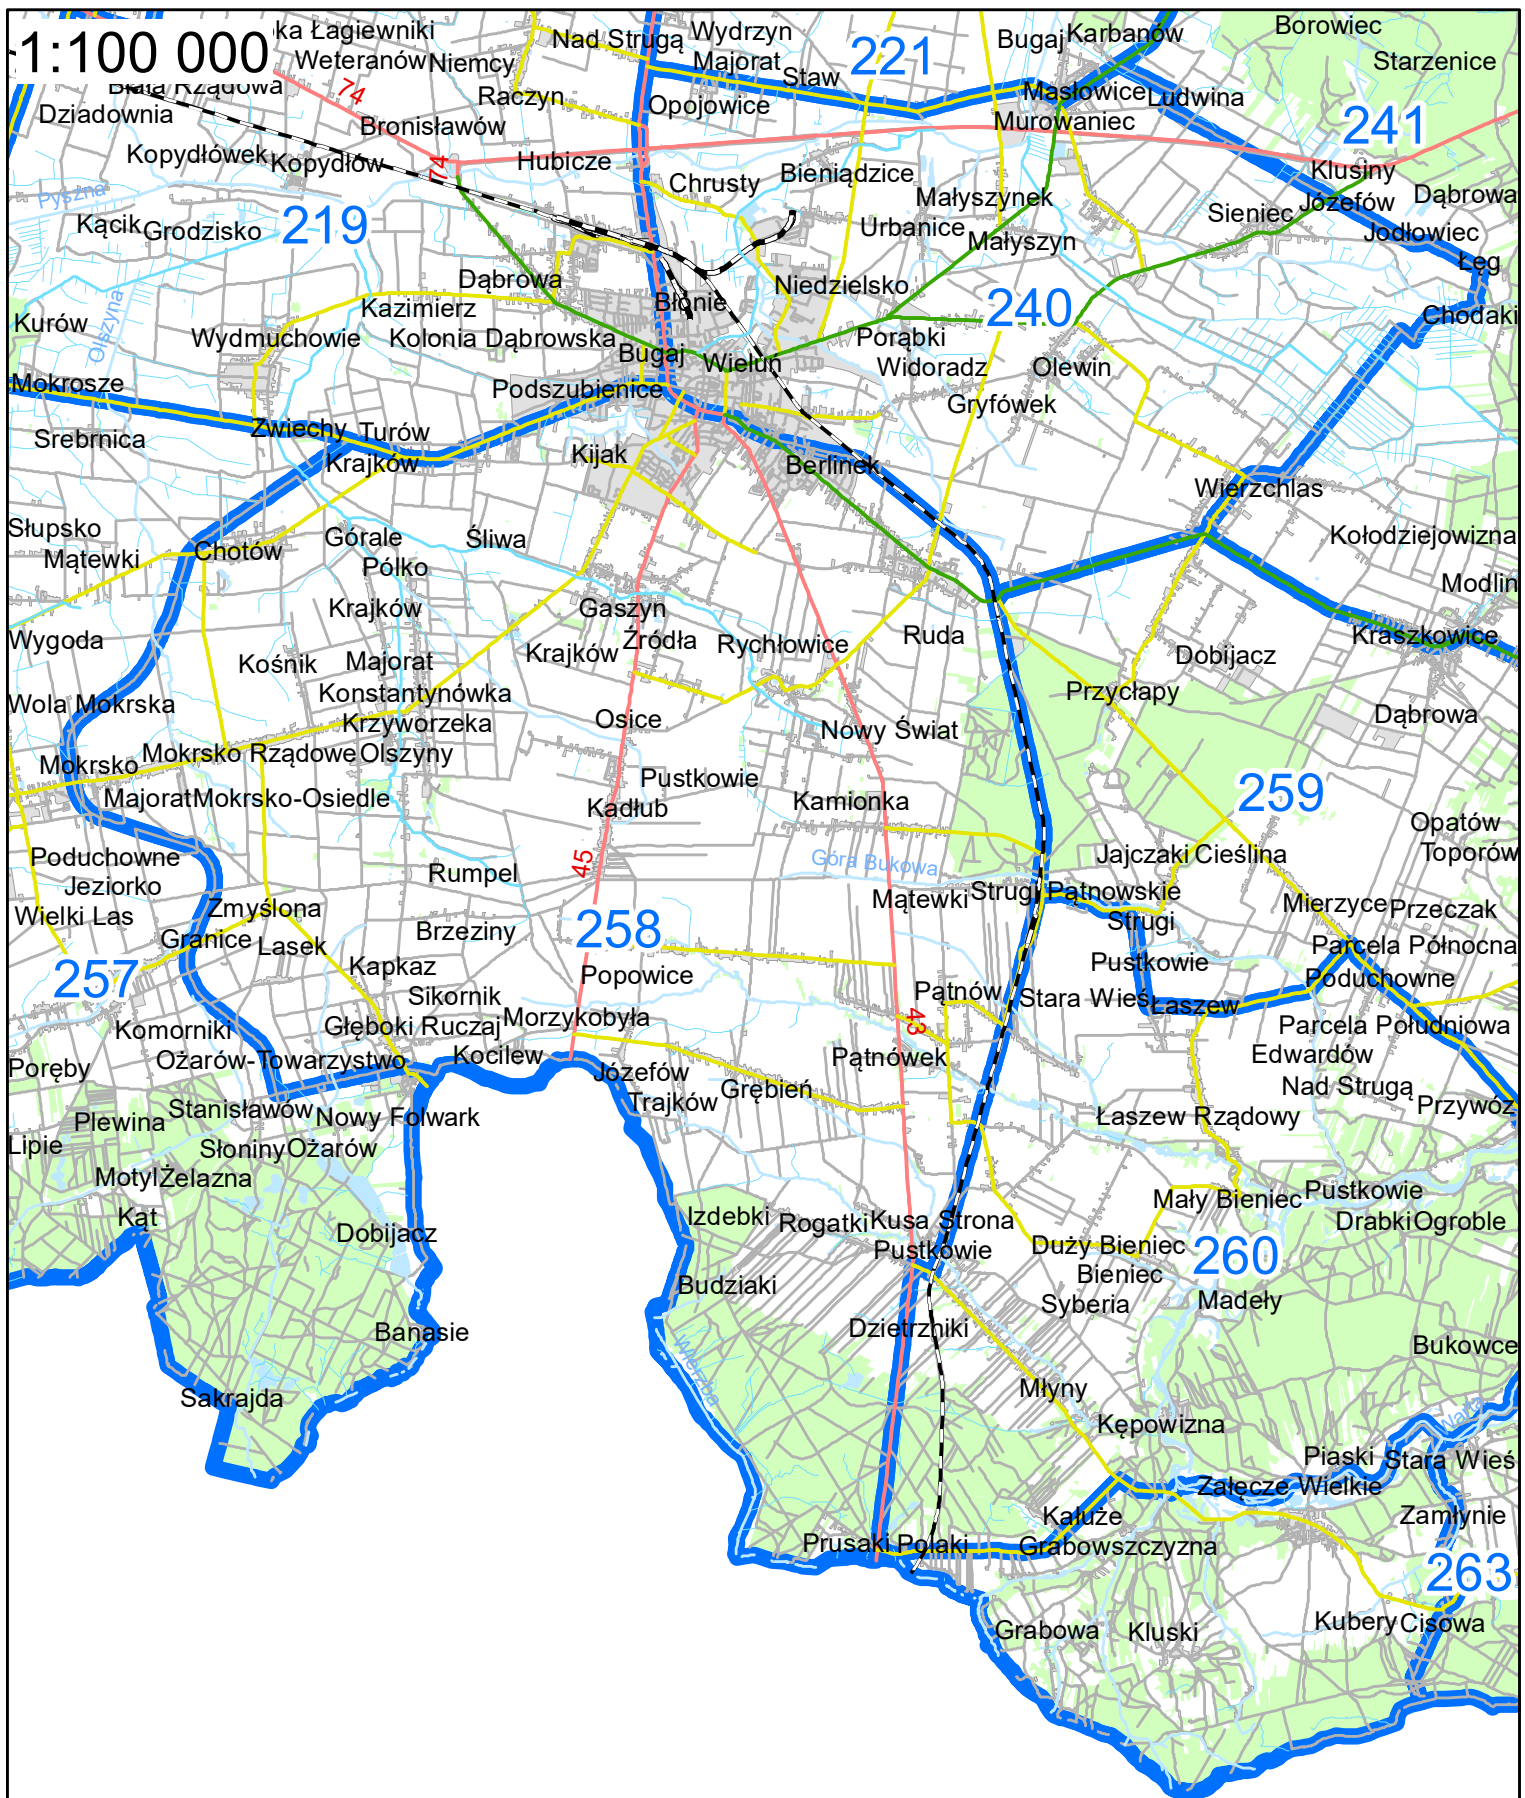 1:100 000
ka Łagiewniki
Nad Strugą
Wydrzyn
Bugaj
Karbanów
Borowiec
Weteranów
Niemcy
Majorat
221
Starzenice
Biała Rządowa
74
Raczyn
Staw
Masłowice
Ludwina
Dziadownia
Bronisławów
Opojowice
Murowaniec
241
Kopydłówek
Kopydłów
74
Hubicze
Chrusty
Bieniądzice
Klusiny
Pyszna
Małyszynek
Józefów
Dąbrowa
Kącik
Grodzisko
219
Urbanice
Małyszyn
Sieniec
Jodłowiec
Łęg
Dąbrowa
Błonie
Niedzielsko
240
Chodaki
Kurów
Olszyna
Kazimierz
Wydmuchowie
Kolonia Dąbrowska
Bugaj
Wieluń
Porąbki
Widoradz
Olewin
Mokrosze
Podszubienice
Gryfówek
Srebrnica
Zwiechy
Turów
Krajków
Kijak
Berlinek
Wierzchlas
Słupsko
Mątewki
Chotów
Górale
Śliwa
Kołodziejowizna
Półko
Modlin
Wygoda
Krajków
Gaszyn
Kośnik
Majorat
Krajków
Źródła
Rychłowice
Ruda
Dobijacz
Kraszkowice
Wola Mokrska
Konstantynówka
Krzyworzeka
Osice
Nowy Świat
Przycłapy
Dąbrowa
Mokrsko
Mokrsko Rządowe
Olszyny
Pustkowie
Majorat
Mokrsko-Osiedle
Kadłub
Kamionka
259
Opatów
Poduchowne
Rumpel
45
Góra Bukowa
Jajczaki
Cieślina
Toporów
Jeziorko
Wielki Las
Zmyślona
Mątewki
Strugi
Pątnowskie
Mierzyce
Przeczak
Granice
Lasek
Brzeziny
258
Strugi
Parcela Północna
257
Kapkaz
Popowice
Pustkowie
Poduchowne
Sikornik
Pątnów
Stara Wieś
Łaszew
Komorniki
Głęboki Ruczaj
Morzykobyła
43
Parcela Południowa
Poręby
Ożarów-Towarzystwo
Kocilew
Józefów
Pątnówek
Edwardów
Nad Strugą
Plewina
Stanisławów
Nowy Folwark
Trajków
Grębień
Łaszew Rządowy
Przywóz
Lipie
Słoniny
Ożarów
Motyl
Żelazna
Mały Bieniec
Pustkowie
Kąt
Dobijacz
Izdebki
Rogatki
Kusa Strona
Drabki
Ogroble
Pustkowie
Duży Bieniec
260
Budziaki
Bieniec
Syberia
Madeły
Banasie
Wierzba
Dzietrzniki
Bukowce
Sakrajda
Młyny
Kępowizna
Warta
Piaski
Stara Wieś
Załęcze Wielkie
Kałuże
Zamłynie
Prusaki
Polaki
Grabowszczyzna
263
Grabowa
Kluski
Kubery
Cisowa